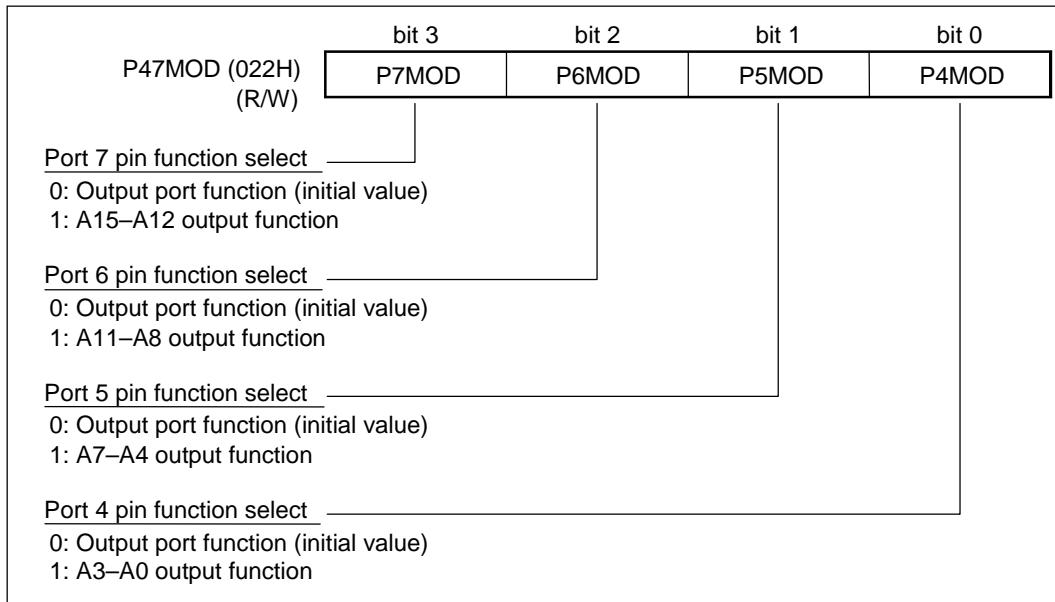 bit 3 bit 2 bit 1 bit 0
P47MOD (022H) P7MOD P6MOD P5MOD P4MOD
(R/W)
Port 7 pin function select
0: Output port function (initial value)
1: A15–A12 output function
Port 6 pin function select
0: Output port function (initial value)
1: A11–A8 output function
Port 5 pin function select
0: Output port function (initial value)
1: A7–A4 output function
Port 4 pin function select
0: Output port function (initial value)
1: A3–A0 output function